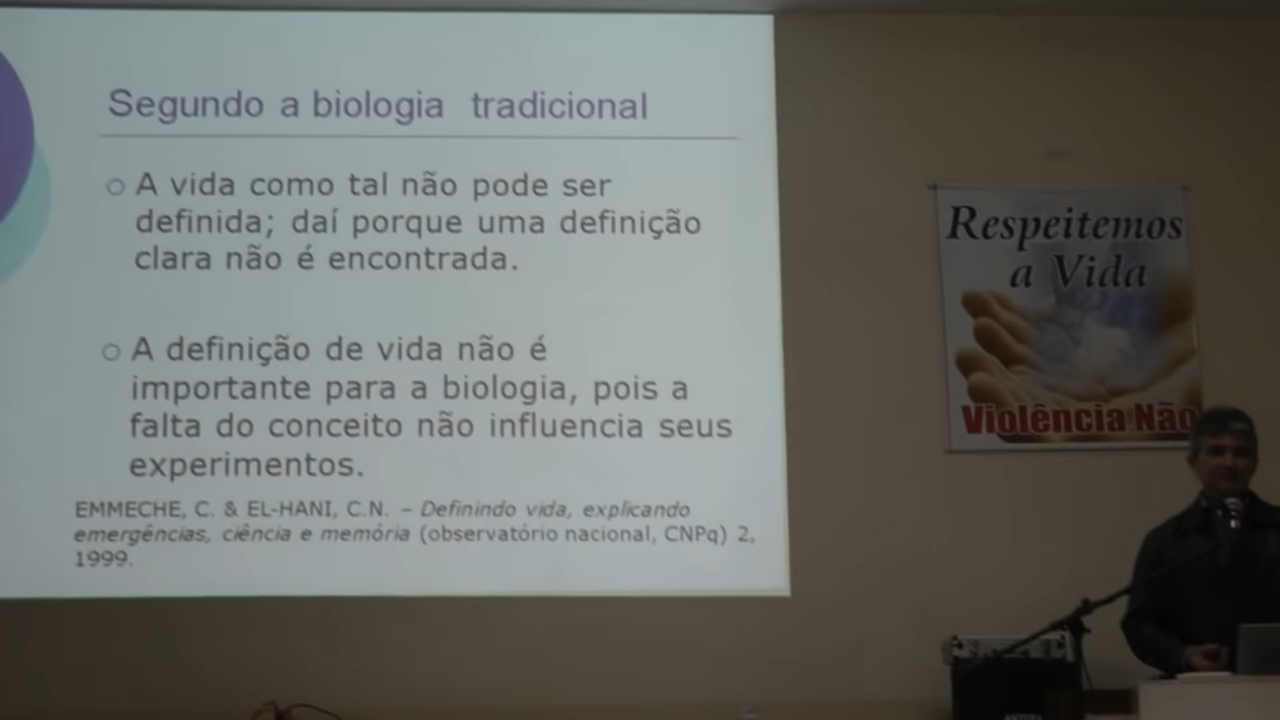 Segundo a biologia tradicional
A vida como tal não pode ser
definida; daí porque uma definição
clara não é encontrada.
A definição de vida não é
importante para a biologia, pois a
falta do conceito não influencia seus
experimentos.
EMMECHE, C. & EL-HANI, C.N. – Definindo vida, explicando
emergências, ciência e memória (observatório nacional, CNPq) 2,
1999.
Respeitemos
a Vida
Violência Não